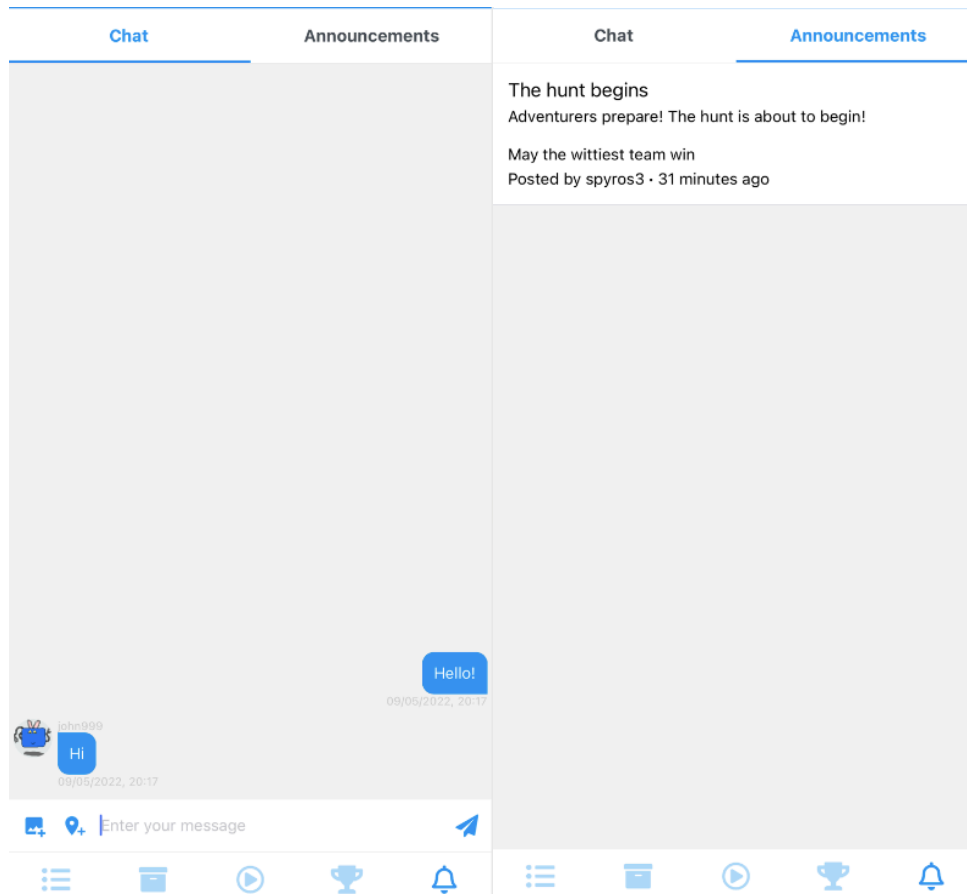 Chat
Announcements
Hello!
09/05/2022, 20:17
john999
Hi
09/05/2022, 20:17
Enter your message
Chat
Announcements
The hunt begins
Adventurers prepare! The hunt is about to begin!
May the wittiest team win
Posted by spyros3 · 31 minutes ago